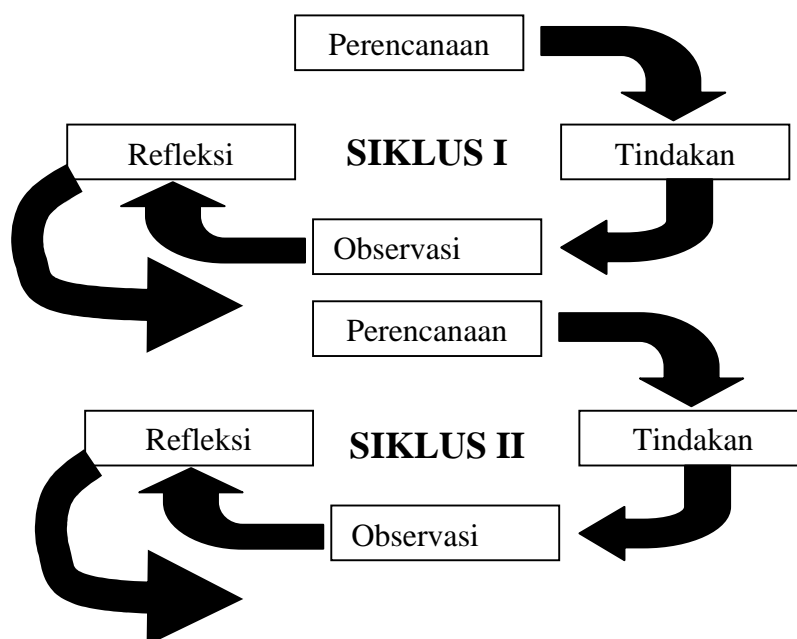 Perencanaan
Refleksi
SIKLUS I
Tindakan
Observasi
Perencanaan
Refleksi
SIKLUS II
Tindakan
Observasi